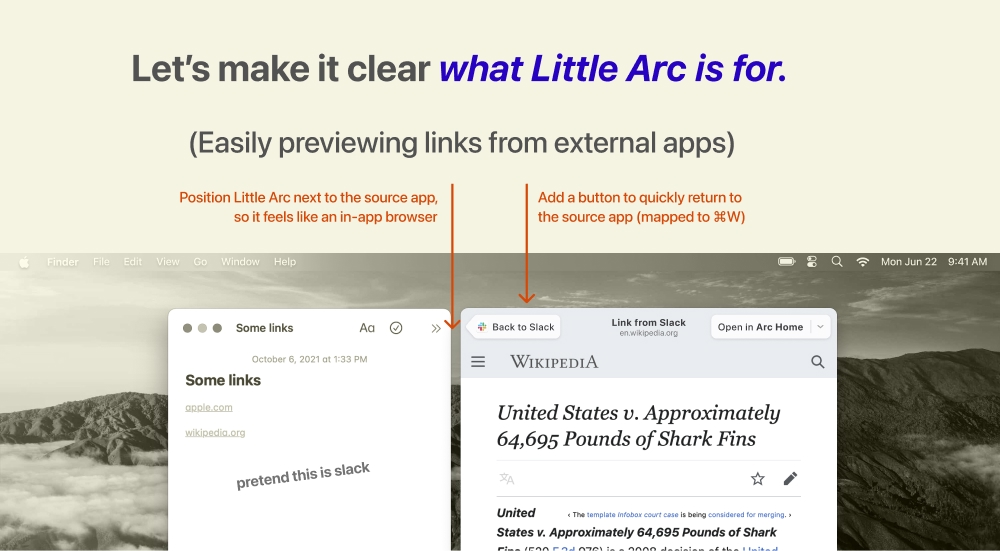 Let's make it clear what Little Arc is for.
(Easily previewing links from external apps)
Position Little Arc next to the source app,
so it feels like an in-app browser
Add a button to quickly return to
the source app (mapped to ⌘W)
Finder File Edit View Go Window Help
Mon Jun 22 9:41 AM
Some links
Aa
October 6, 2021 at 1:33 PM
Some links
apple.com
wikipedia.org
pretend this is slack
Back to Slack
Link from Slack
en.wikipedia.org
Open in Arc Home
WIKIPEDIA
United States v. Approximately
64,695 Pounds of Shark Fins
United
‹ The template Infobox court case is being considered for merging. ›
States v. Approximately 64,695 Pounds of Shark
Fins (520 F.3d 976) is a 2008 decision of the United